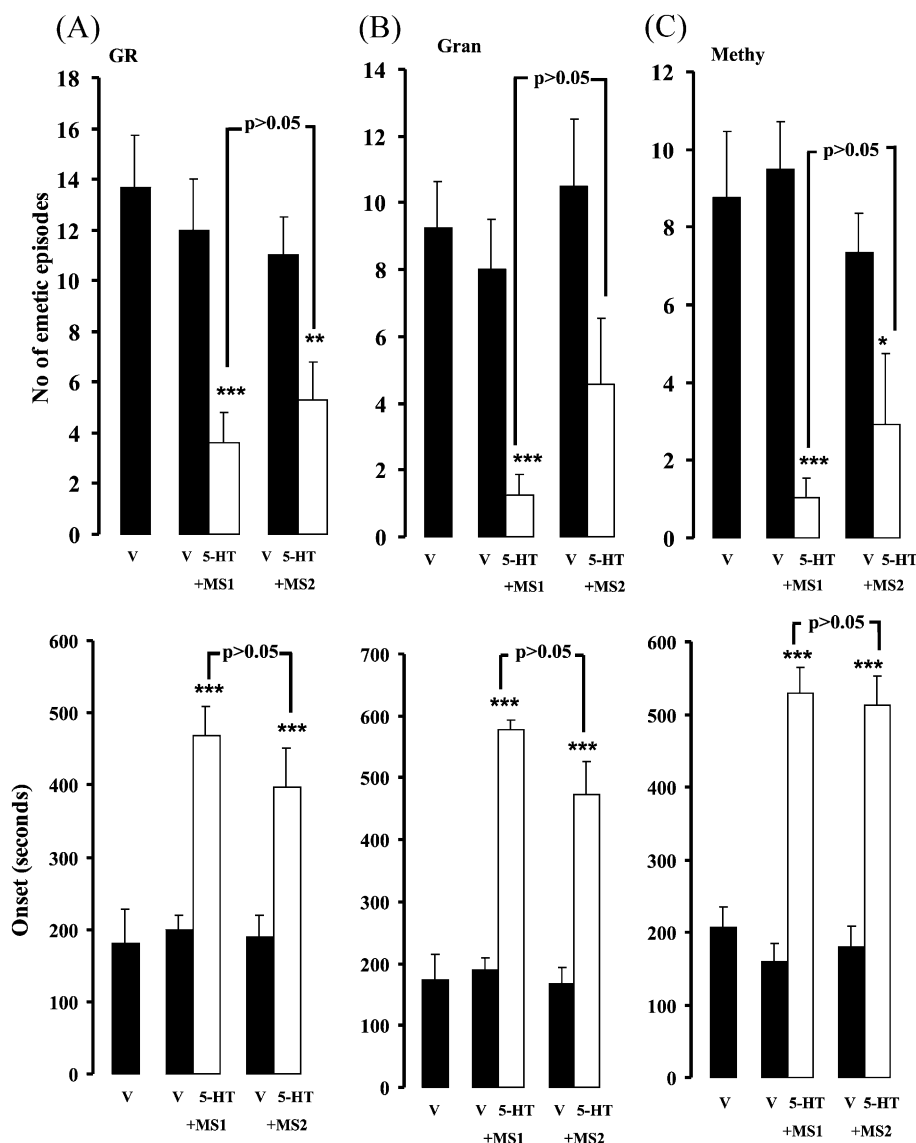 (A) (B) (C)
GR
Gran
Methy
No of emetic episodes
18
16
14
12
10
8
6
4
2
0
p>0.05
***
**
V V 5-HT V 5-HT
+MS1 +MS2
14
12
10
8
6
4
2
0
p>0.05
***
V V 5-HT V 5-HT
+MS1 +MS2
12
10
8
6
4
2
0
p>0.05
***
*
V V 5-HT V 5-HT
+MS1 +MS2
Onset (seconds)
600
500
400
300
200
100
0
p>0.05
***
***
V V 5-HT V 5-HT
+MS1 +MS2
700
600
500
400
300
200
100
0
p>0.05
***
***
V V 5-HT V 5-HT
+MS1 +MS2
600
500
400
300
200
100
0
p>0.05
***
***
V V 5-HT V 5-HT
+MS1 +MS2